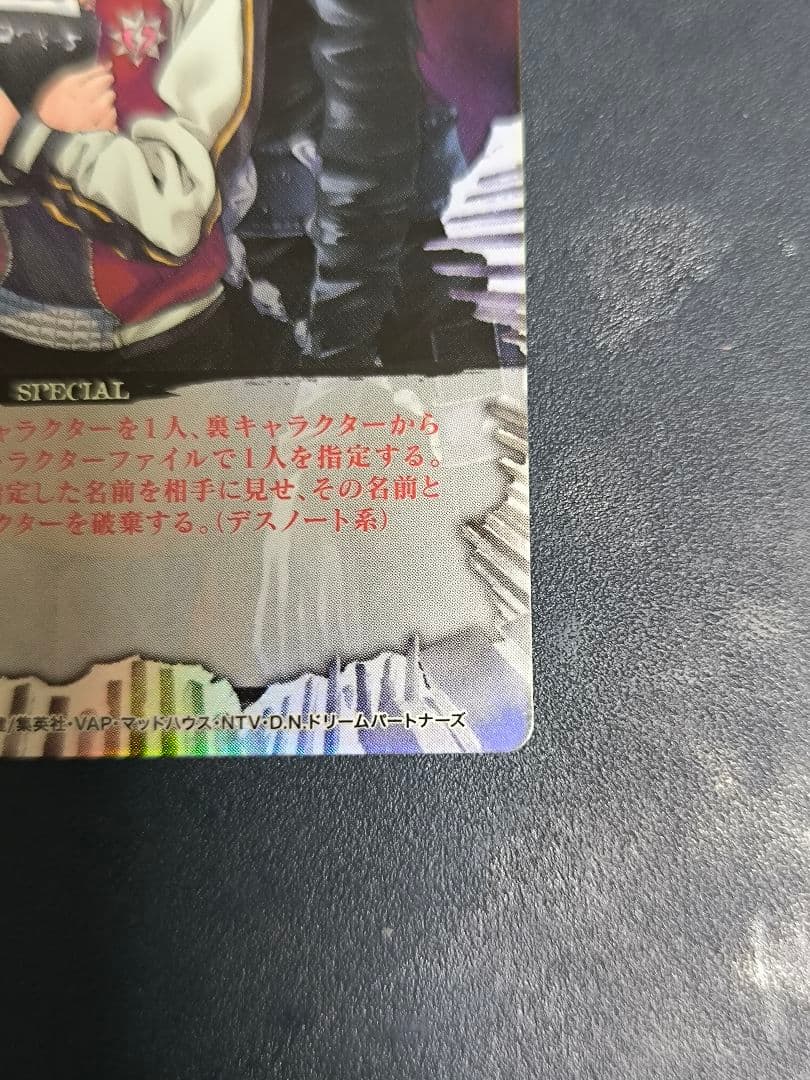 SPECIAL
ャラクターを1人、裏キャラクターから
ラクターファイルで1人を指定する。
指定した名前を相手に見せ、その名前と
クターを破棄する。(デスノート系)
/集英社・VAP・マッドハウス・NTV・D.N.ドリームパートナーズ